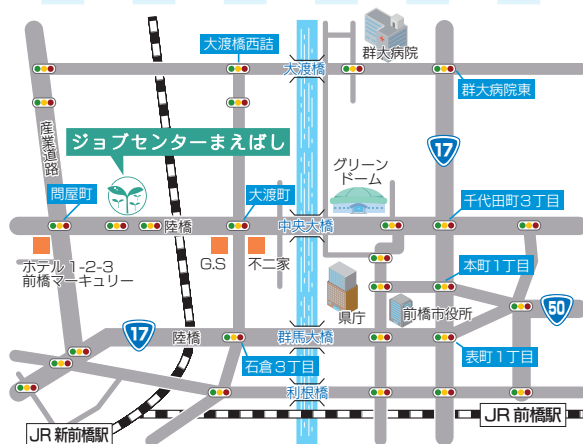 大渡橋西詰
群大病院
大渡橋
群大病院東
産業道路
ジョブセンターまえばし
17
グリーン
ドーム
問屋町
大渡町
千代田町3丁目
陸橋
中央大橋
ホテル1-2-3
前橋マーキュリー
G.S
不二家
本町1丁目
県庁
前橋市役所
50
17
陸橋
群馬大橋
石倉3丁目
表町1丁目
利根橋
JR 新前橋駅
JR 前橋駅